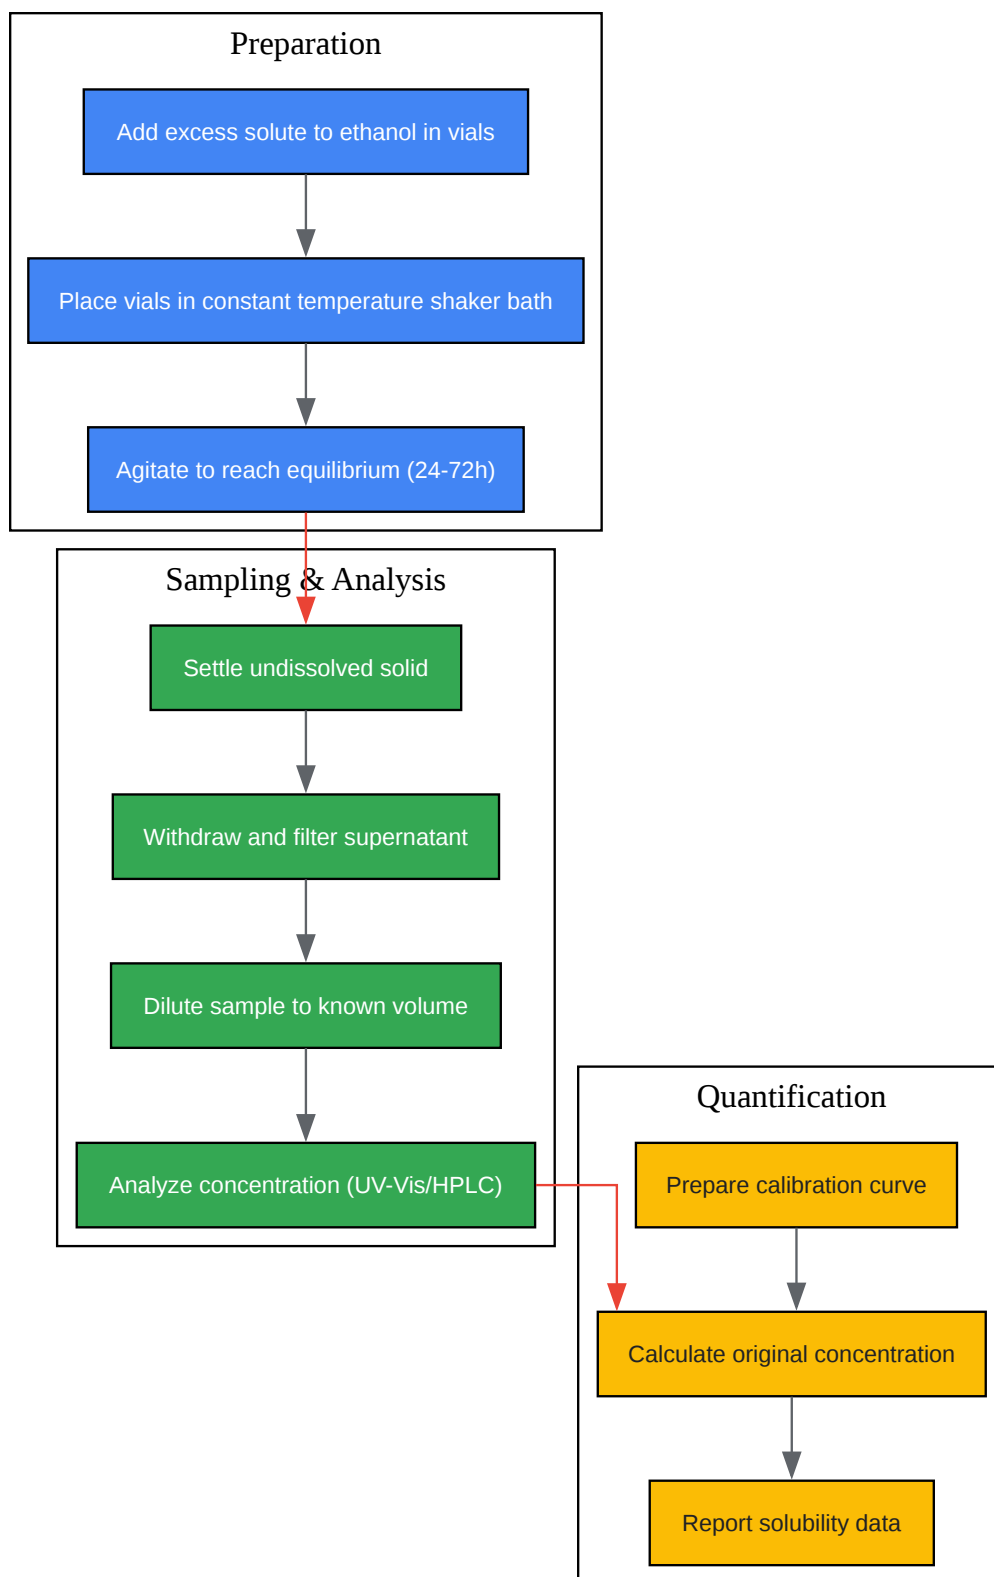 Preparation
Add excess solute to ethanol in vials
Place vials in constant temperature shaker bath
Agitate to reach equilibrium (24-72h)
Sampling & Analysis
Settle undissolved solid
Withdraw and filter supernatant
Dilute sample to known volume
Analyze concentration (UV-Vis/HPLC)
Quantification
Prepare calibration curve
Calculate original concentration
Report solubility data